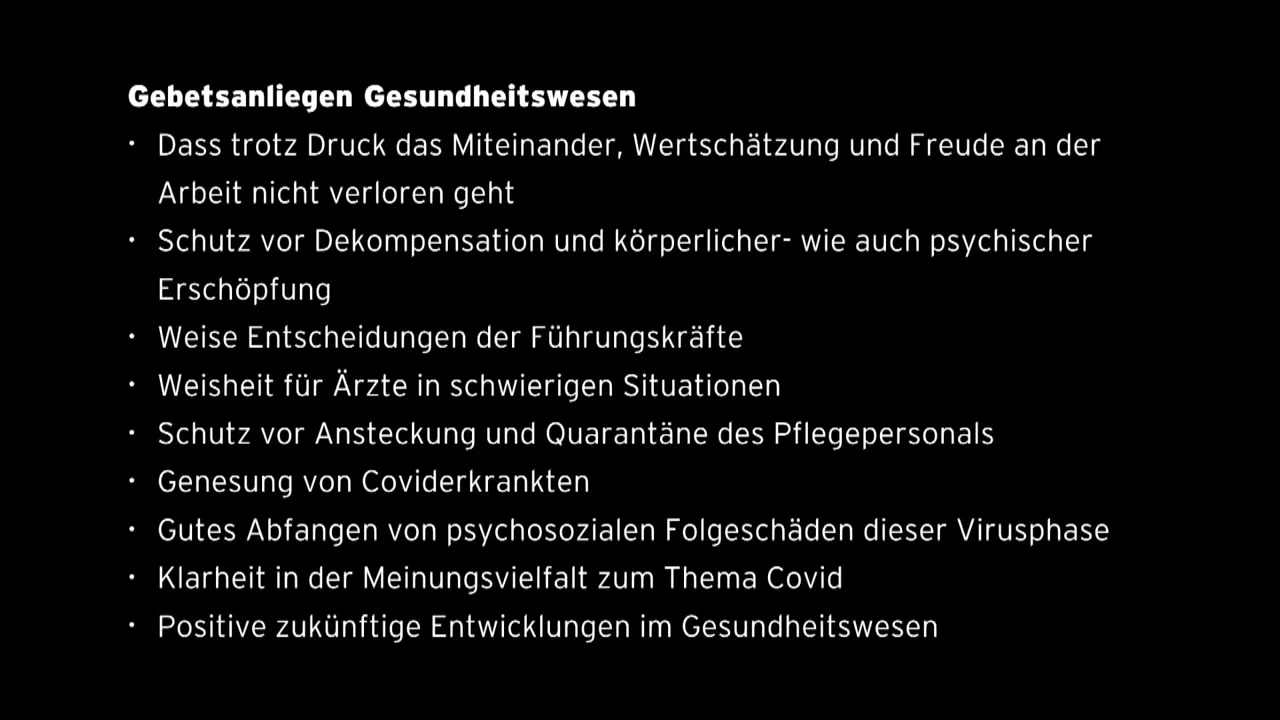 Gebetsanliegen Gesundheitswesen
· Dass trotz Druck das Miteinander, Wertschätzung und Freude an der
Arbeit nicht verloren geht
· Schutz vor Dekompensation und körperlicher- wie auch psychischer
Erschöpfung
· Weise Entscheidungen der Führungskräfte
· Weisheit für Ärzte in schwierigen Situationen
· Schutz vor Ansteckung und Quarantäne des Pflegepersonals
· Genesung von Coviderkrankten
· Gutes Abfangen von psychosozialen Folgeschäden dieser Virusphase
· Klarheit in der Meinungsvielfalt zum Thema Covid
· Positive zukünftige Entwicklungen im Gesundheitswesen